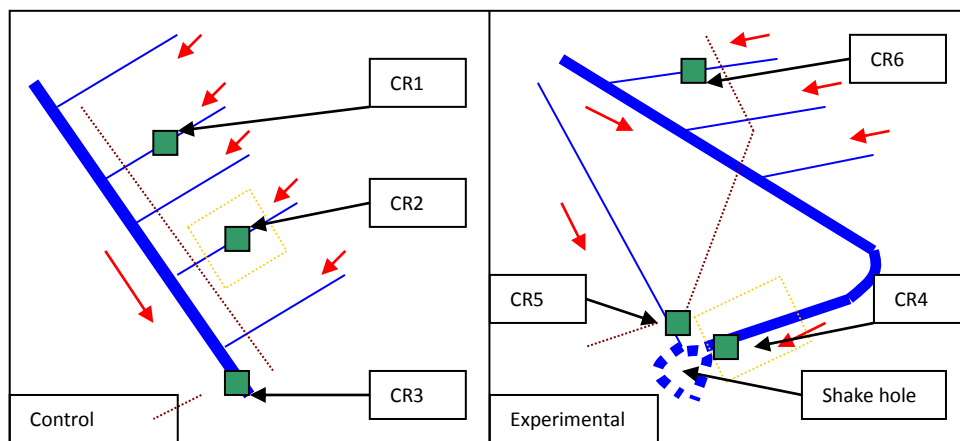 CR1
CR2
CR3
Control
CR6
CR5
CR4
Shake hole
Experimental